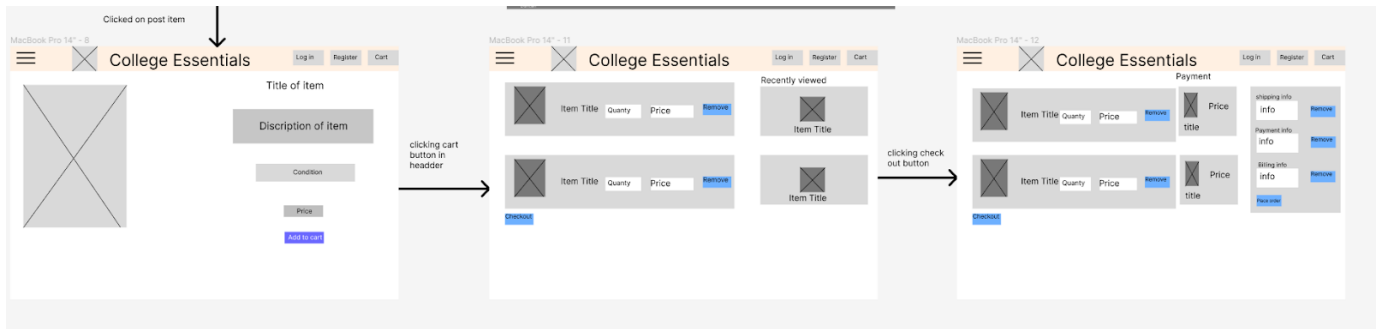 Clicked on post item
MacBook Pro 14" - 8
College Essentials
Log in
Register
Cart
Title of item
Discription of item
Condition
Price
Add to cart
clicking cart
button in
headder
MacBook Pro 14" - 11
College Essentials
Log in
Register
Cart
Recently viewed
Item Title
Quanty
Price
Remove
Item Title
Item Title
Quanty
Price
Remove
Item Title
Checkout
clicking check
out button
MacBook Pro 14" - 12
College Essentials
Log in
Register
Cart
Payment
Item Title
Quanty
Price
Remove
Price
title
Item Title
Quanty
Price
Remove
Price
title
Checkout
shipping info
info
Remove
Payment info
info
Remove
Billing info
info
Remove
Place order